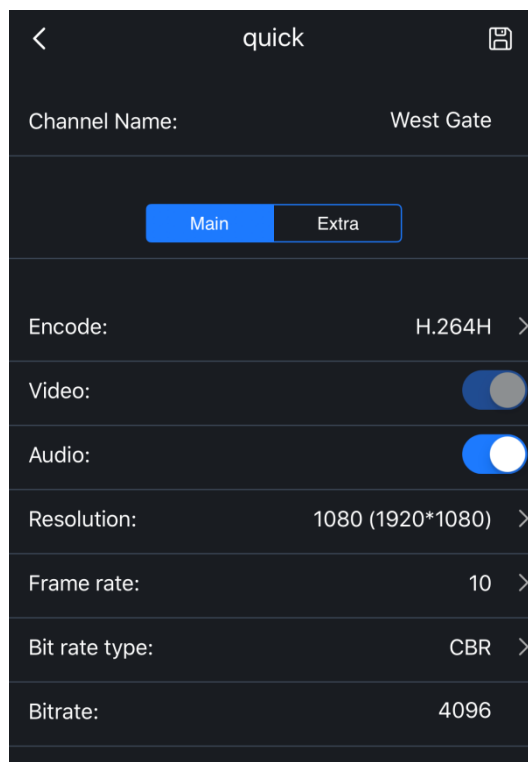 quick
Channel Name: West Gate
Main Extra
Encode: H.264H
Video:
Audio:
Resolution: 1080 (1920*1080)
Frame rate: 10
Bit rate type: CBR
Bitrate: 4096